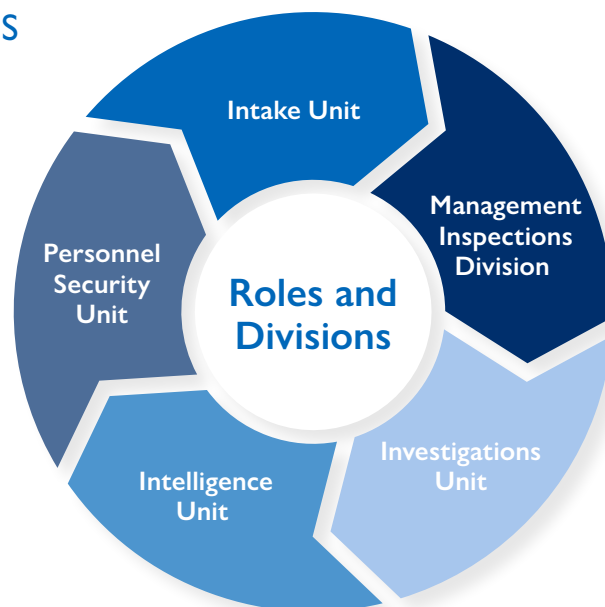 S
Intake Unit
Management
Inspections
Division
Personnel
Security
Unit
Roles and
Divisions
Investigations
Unit
Intelligence
Unit